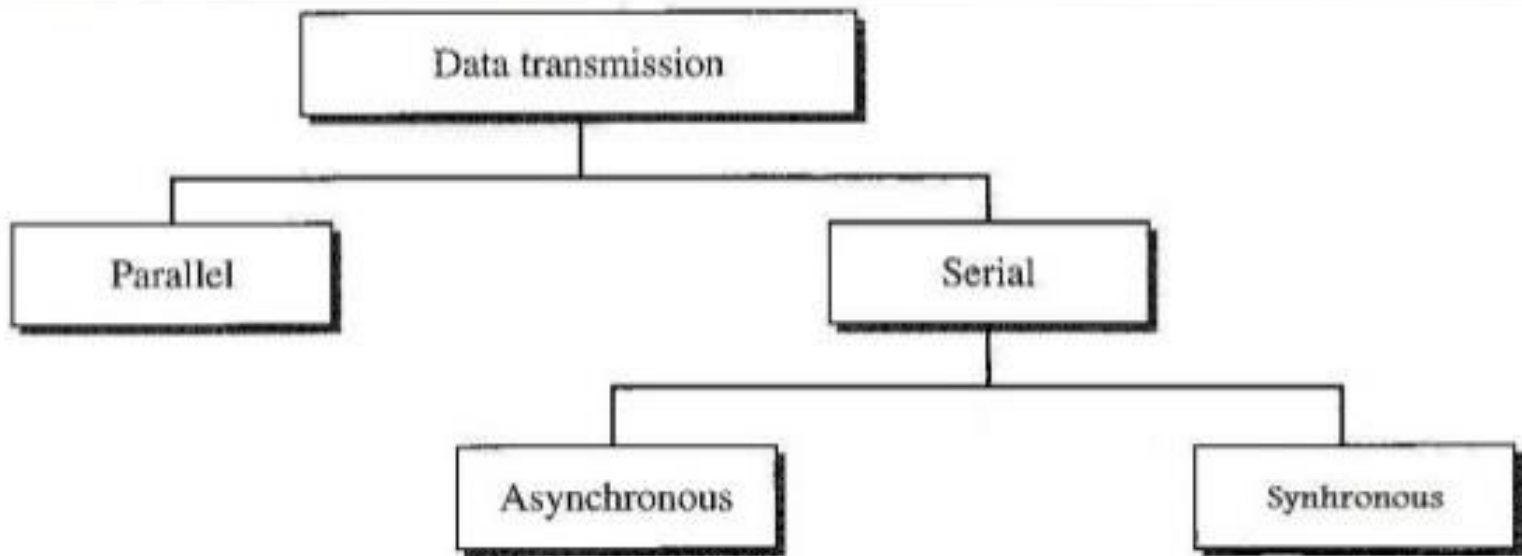 Data transmission
Parallel
Serial
Asynchronous
Synhronous